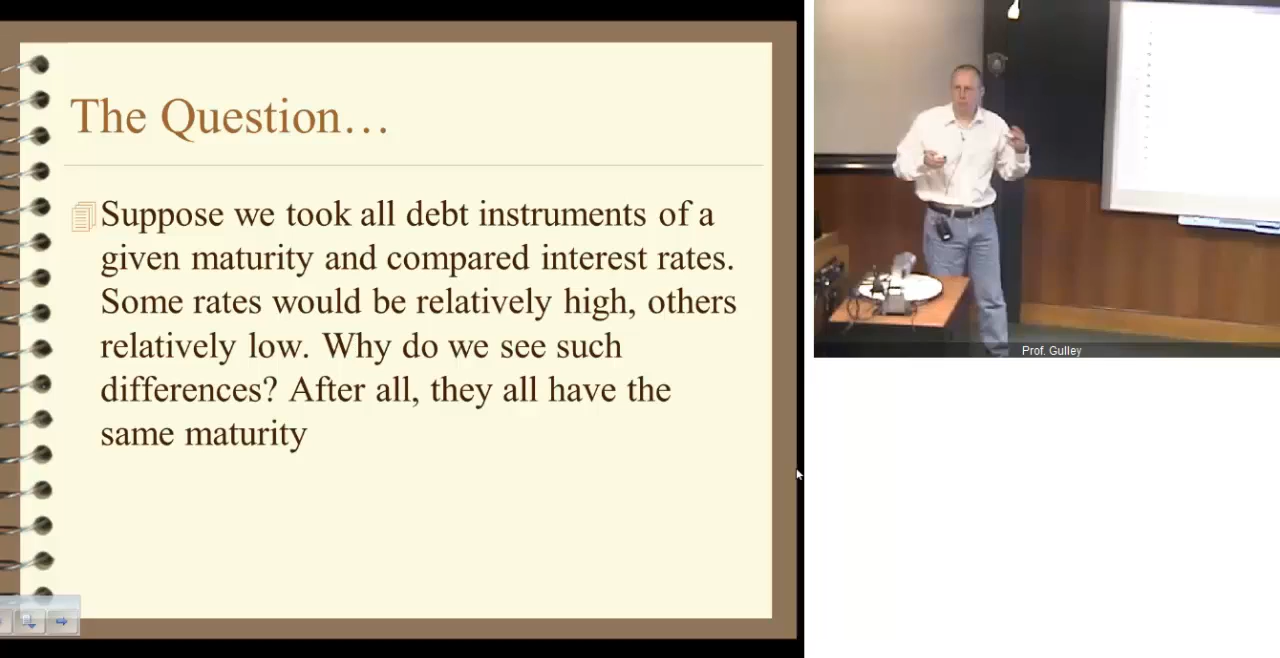 The Question…
Suppose we took all debt instruments of a
given maturity and compared interest rates.
Some rates would be relatively high, others
relatively low. Why do we see such
differences? After all, they all have the
same maturity
Prof. Gulley